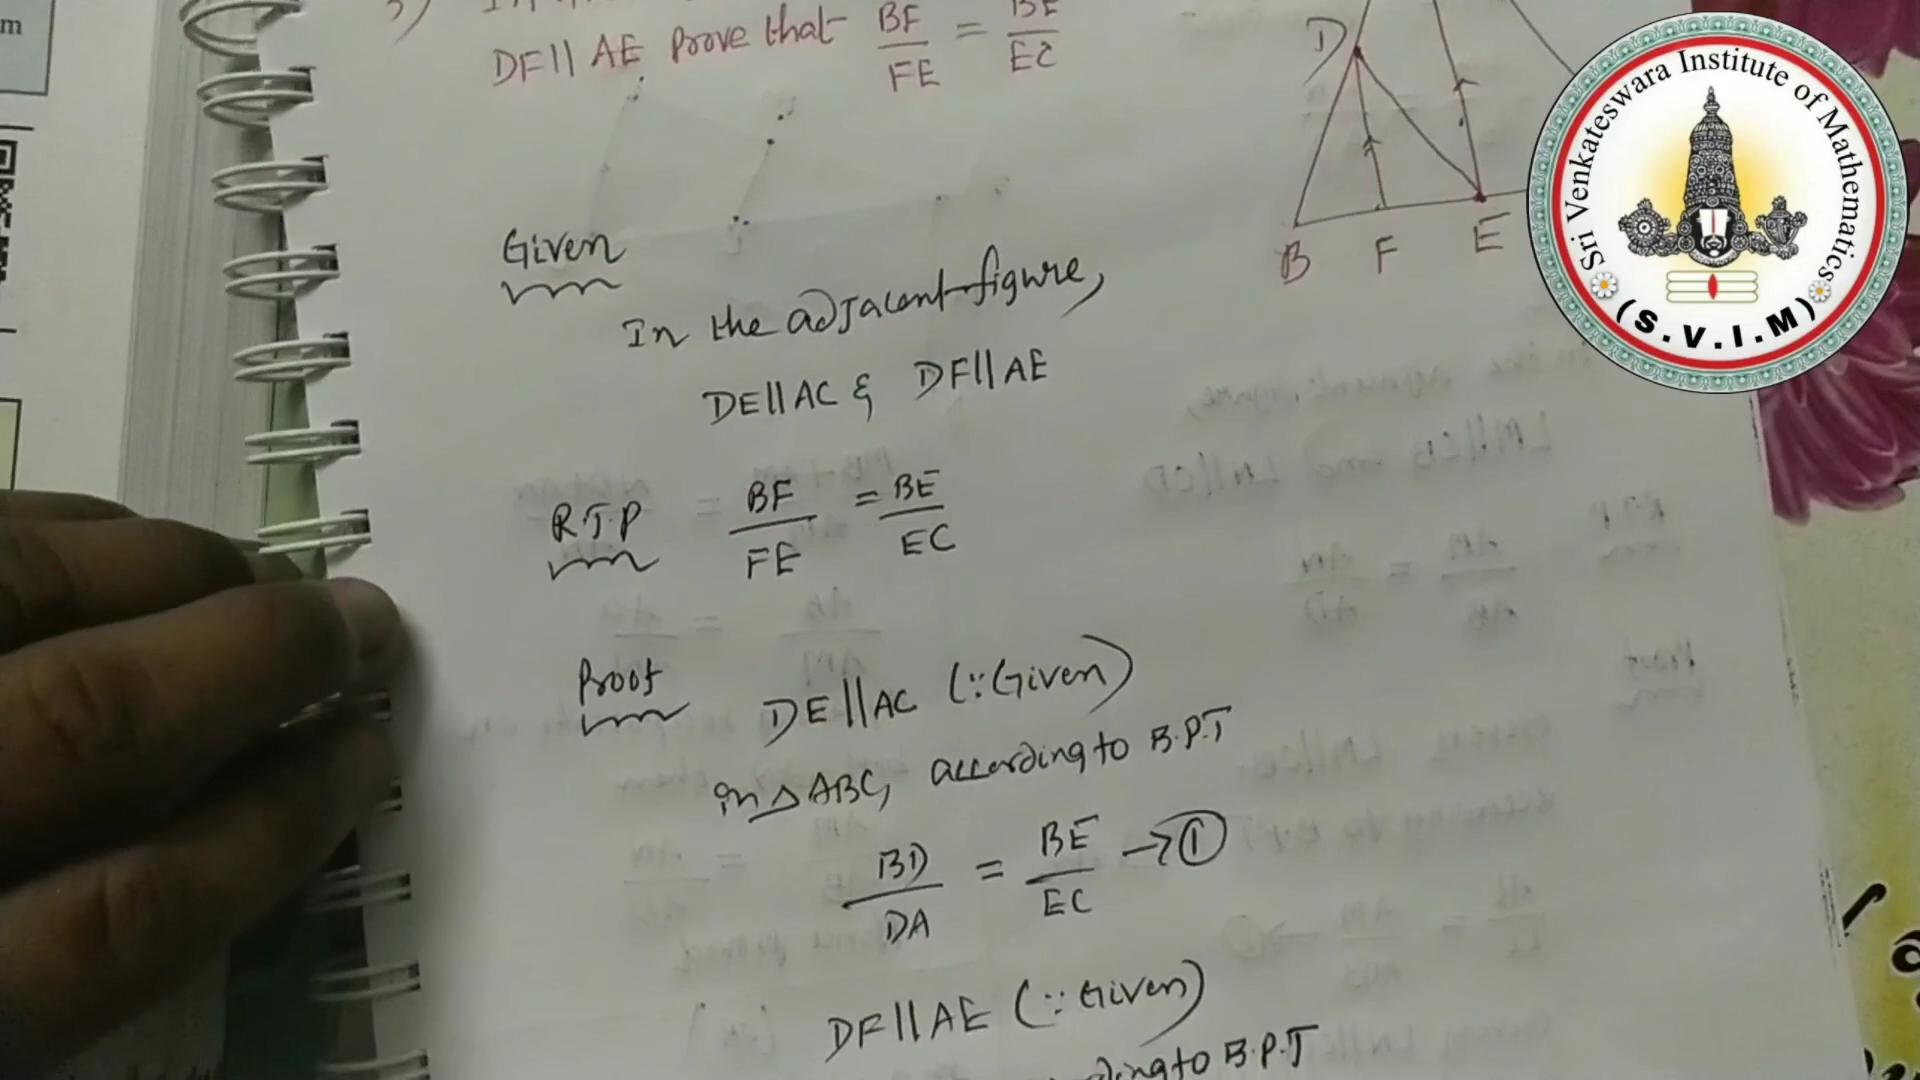 DF || AE Prove that BF/FE = BE/EC
D
B F E
Given
In the adjacent figure,
DE || AC & DF || AE
R.T.P BF/FE = BE/EC
Proof DE || AC (∵ Given)
in △ ABC, according to B.P.T
BD/DA = BE/EC → ①
DF || AE (∵ Given)
to B.P.T
Sri Venkateswara Institute of Mathematics
(S.V.I.M)